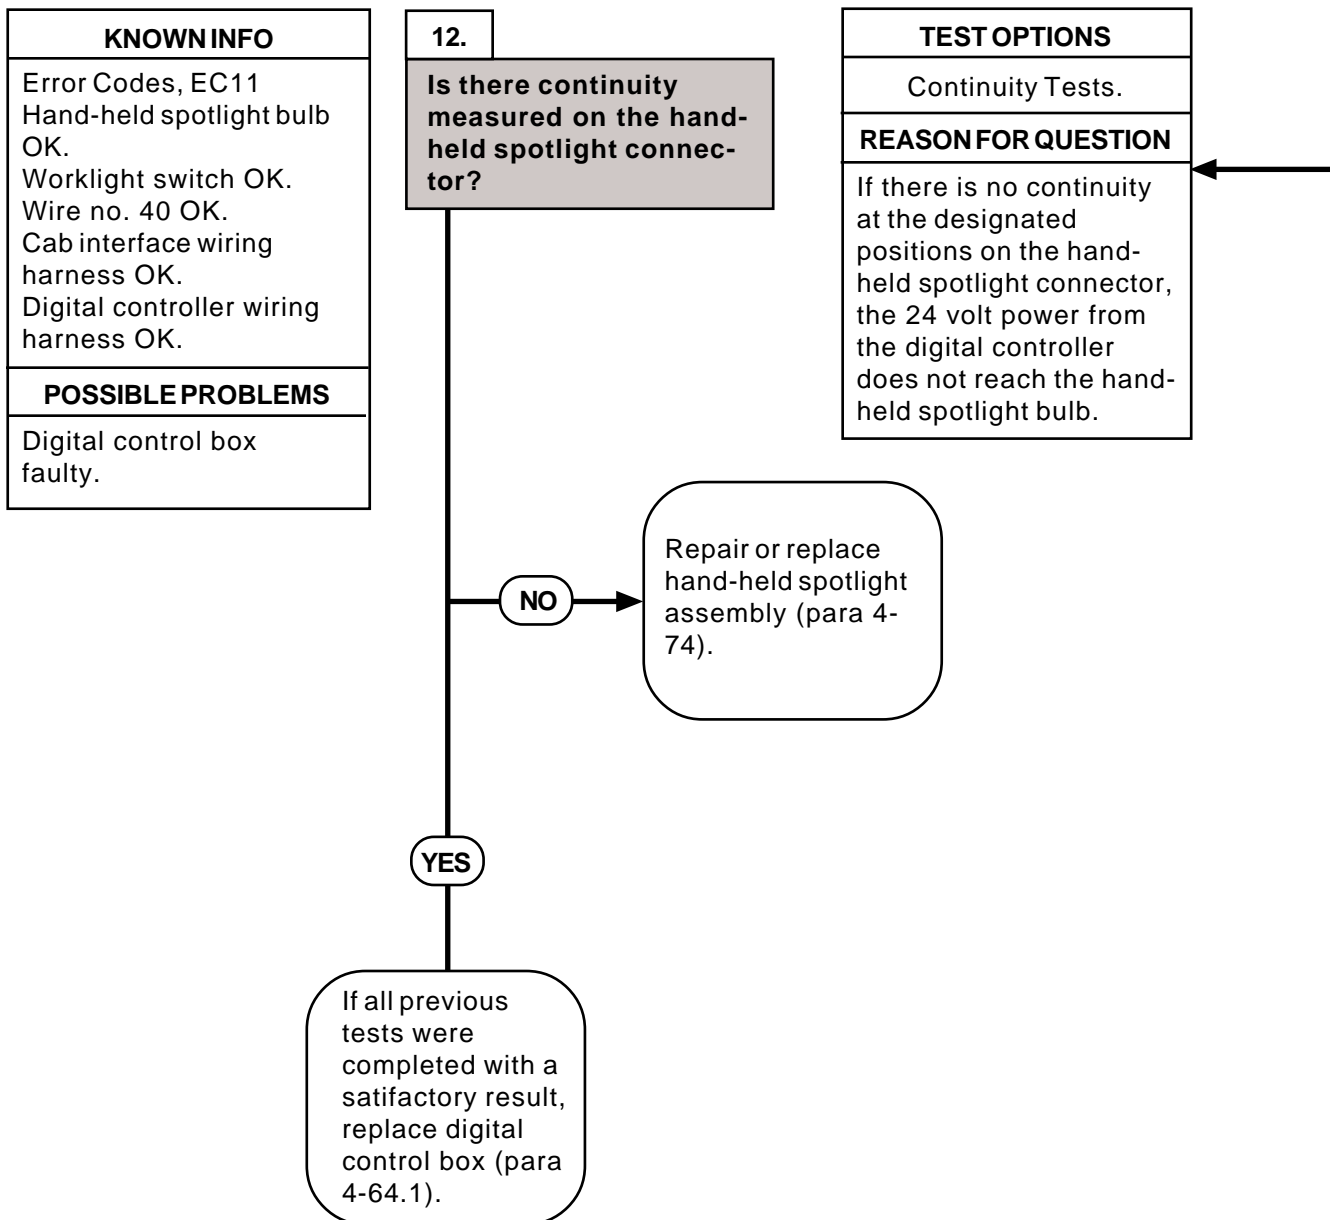 KNOWN INFO
Error Codes, EC11
Hand-held spotlight bulb
OK.
Worklight switch OK.
Wire no. 40 OK.
Cab interface wiring
harness OK.
Digital controller wiring
harness OK.
POSSIBLE PROBLEMS
Digital control box
faulty.
12.
Is there continuity
measured on the hand-
held spotlight connec-
tor?
TEST OPTIONS
Continuity Tests.
REASON FOR QUESTION
If there is no continuity
at the designated
positions on the hand-
held spotlight connector,
the 24 volt power from
the digital controller
does not reach the hand-
held spotlight bulb.
NO
Repair or replace
hand-held spotlight
assembly (para 4-
74).
YES
If all previous
tests were
completed with a
satifactory result,
replace digital
control box (para
4-64.1).